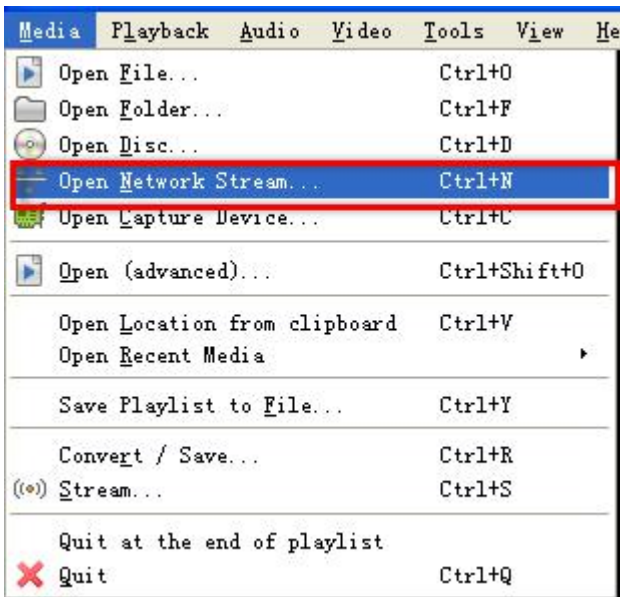 Media Playback Audio Video Tools View He
Open File... Ctrl+O
Open Folder... Ctrl+F
Open Disc... Ctrl+D
Open Network Stream... Ctrl+N
Open Capture Device... Ctrl+C
Open (advanced)... Ctrl+Shift+O
Open Location from clipboard Ctrl+V
Open Recent Media
Save Playlist to File... Ctrl+Y
Convert / Save... Ctrl+R
Stream... Ctrl+S
Quit at the end of playlist
Quit Ctrl+Q